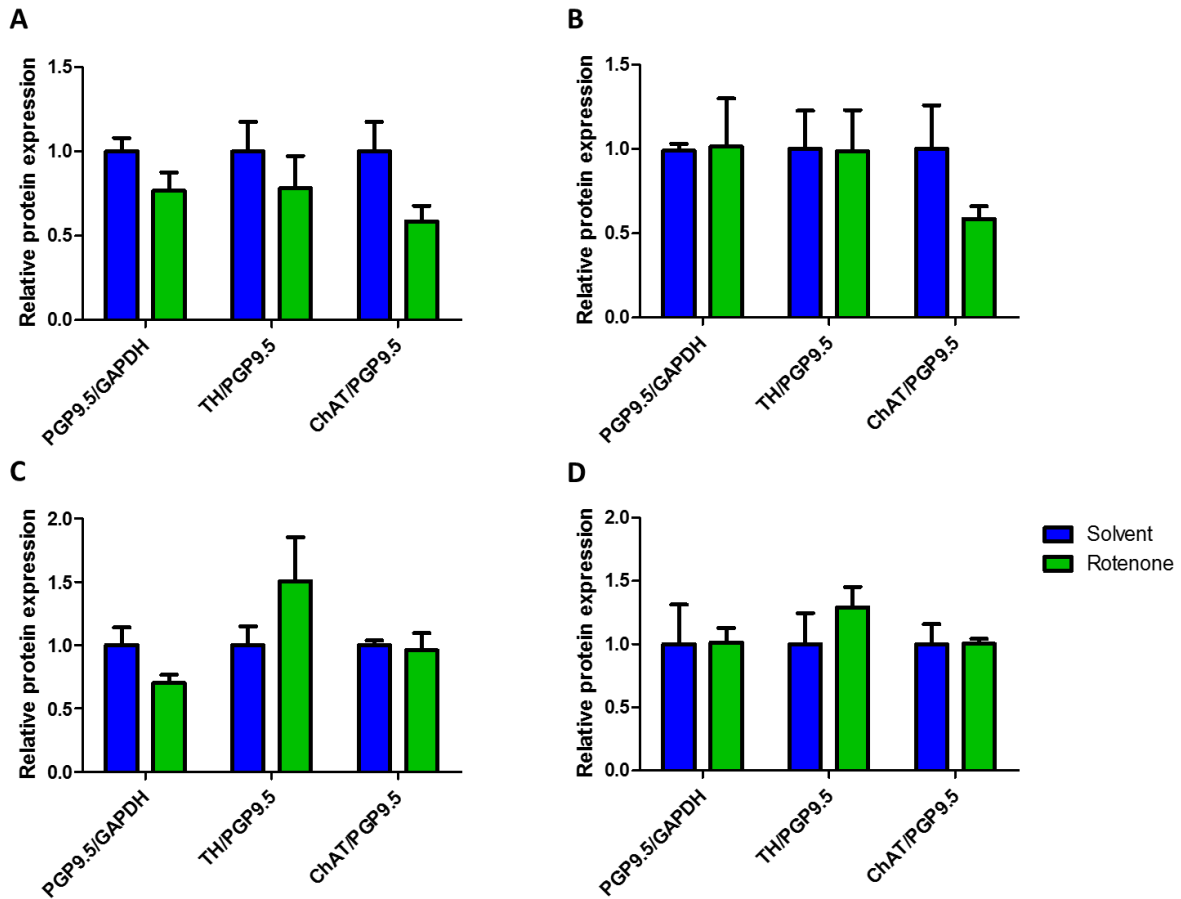 A
Relative protein expression
1.5
1.0
0.5
0.0
PGP9.5/GAPDH
TH/PGP9.5
ChAT/PGP9.5
B
Relative protein expression
1.5
1.0
0.5
0.0
PGP9.5/GAPDH
TH/PGP9.5
ChAT/PGP9.5
C
Relative protein expression
2.0
1.5
1.0
0.5
0.0
PGP9.5/GAPDH
TH/PGP9.5
ChAT/PGP9.5
D
Relative protein expression
2.0
1.5
1.0
0.5
0.0
PGP9.5/GAPDH
TH/PGP9.5
ChAT/PGP9.5
Solvent
Rotenone